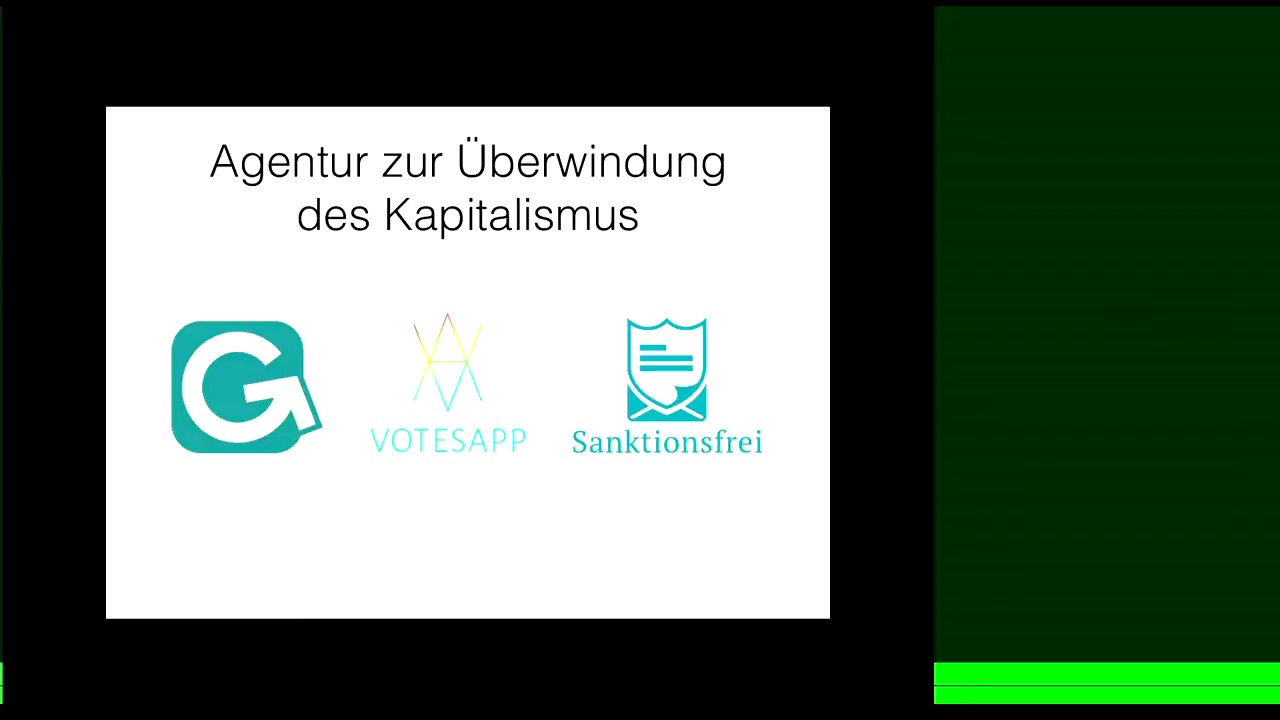 Agentur zur Überwindung
des Kapitalismus
G
VOTESAPP
Sanktionsfrei